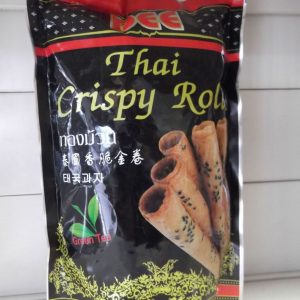 DEE
Thai
Crispy Roll
ทองม้วน
泰國香脆金卷
태국과자
Green Tea